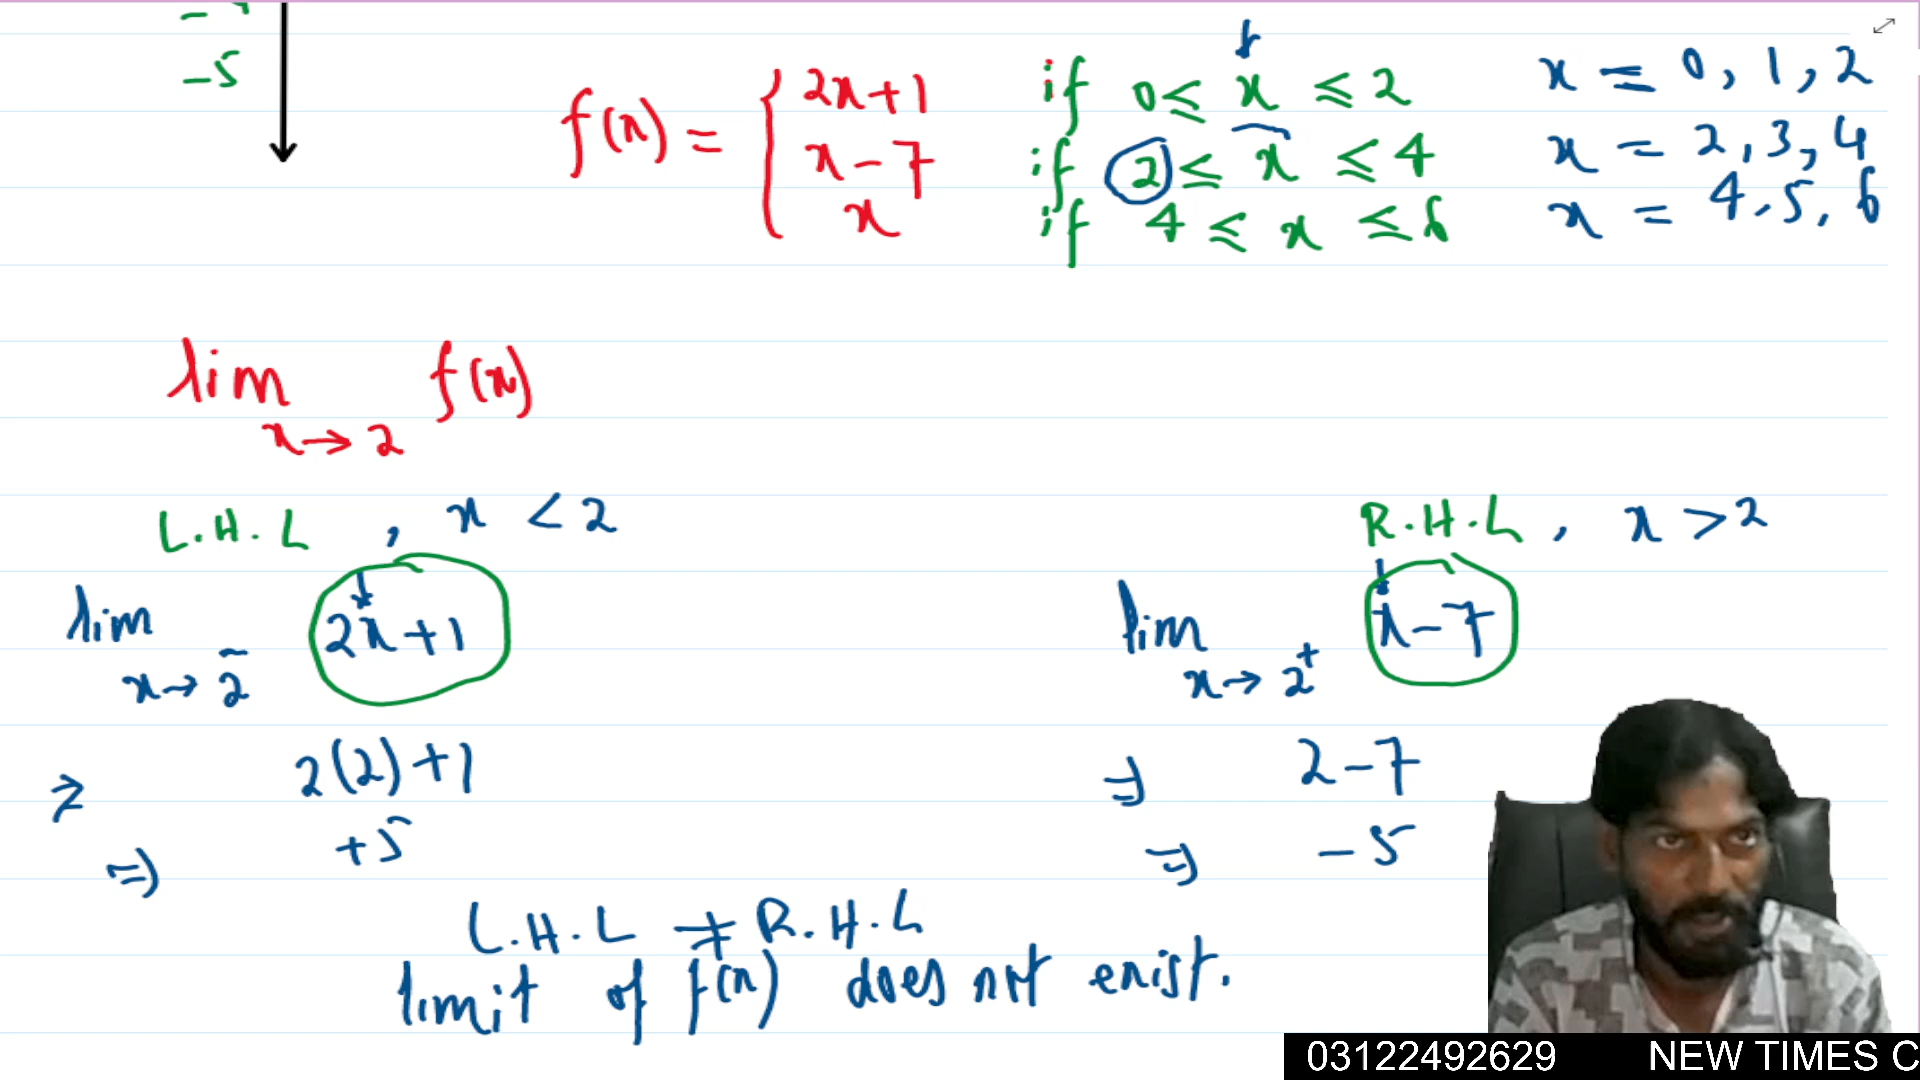 -5
f(x) = { 2x+1 if 0 ≤ x ≤ 2 x = 0, 1, 2
x-7 if 2 ≤ x ≤ 4 x = 2, 3, 4
x if 4 ≤ x ≤ 6 x = 4, 5, 6
lim x→2 f(x)
L.H.L , x < 2 R.H.L , x > 2
lim x→2⁻ 2x+1 lim x→2⁺ x-7
⇒ 2(2)+1 ⇒ 2-7
⇒ +5 ⇒ -5
L.H.L ≠ R.H.L
limit of f(x) does not exist.
03122492629 NEW TIMES C